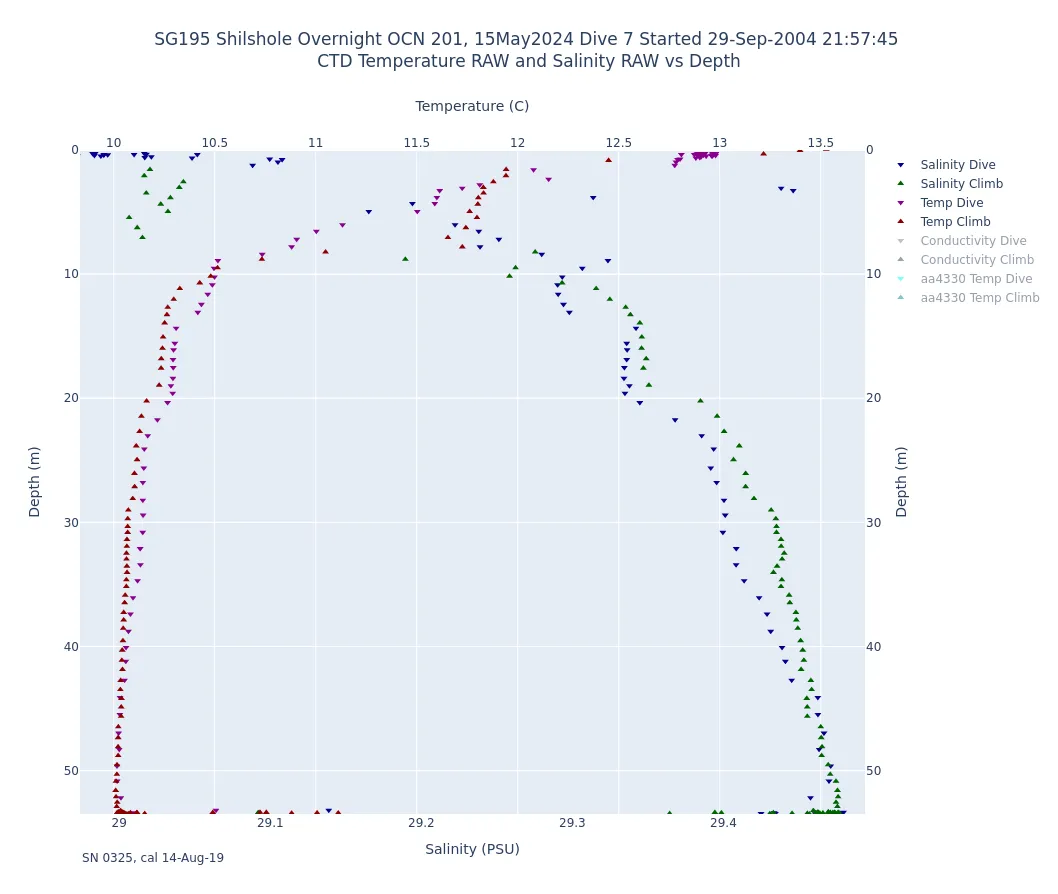 SG195 Shilshole Overnight OCN 201, 15May2024 Dive 7 Started 29-Sep-2004 21:57:45
CTD Temperature RAW and Salinity RAW vs Depth
Temperature (C)
10 10.5 11 11.5 12 12.5 13 13.5
0 0
Salinity Dive
Salinity Climb
Temp Dive
Temp Climb
Conductivity Dive
Conductivity Climb
aa4330 Temp Dive
aa4330 Temp Climb
10 10
20 20
Depth (m) Depth (m)
30 30
40 40
50 50
29 29.1 29.2 29.3 29.4
Salinity (PSU)
SN 0325, cal 14-Aug-19